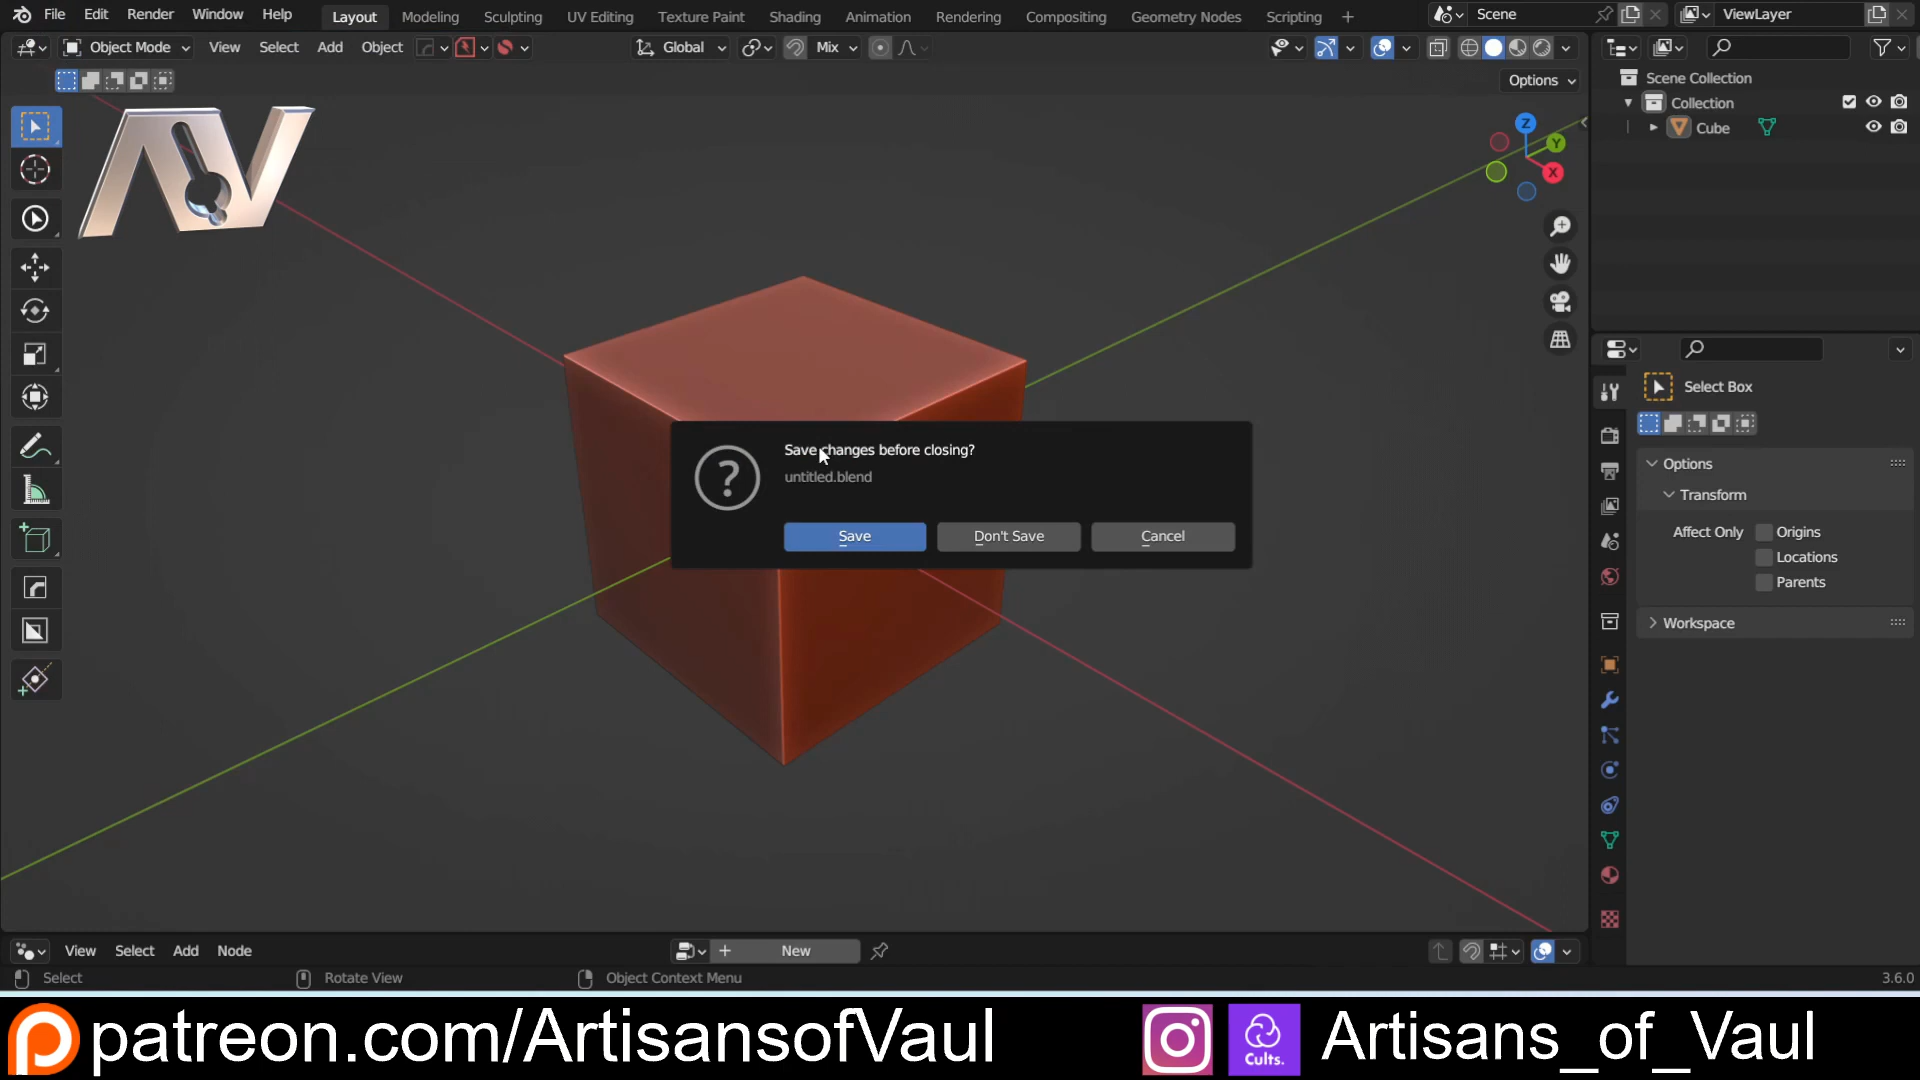 File Edit Render Window Help Layout Modeling Sculpting UV Editing Texture Paint Shading Animation Rendering Compositing Geometry Nodes Scripting + Scene ViewLayer
Object Mode View Select Add Object Global Mix
Options
Scene Collection
Collection
Cube
Z
Y
X
AV
Save changes before closing?
untitled.blend
Save Don't Save Cancel
Select Box
Options
Transform
Affect Only Origins
Locations
Parents
Workspace
View Select Add Node + New
Select Rotate View Object Context Menu 3.6.0
patreon.com/ArtisansofVaul Cults. Artisans_of_Vaul